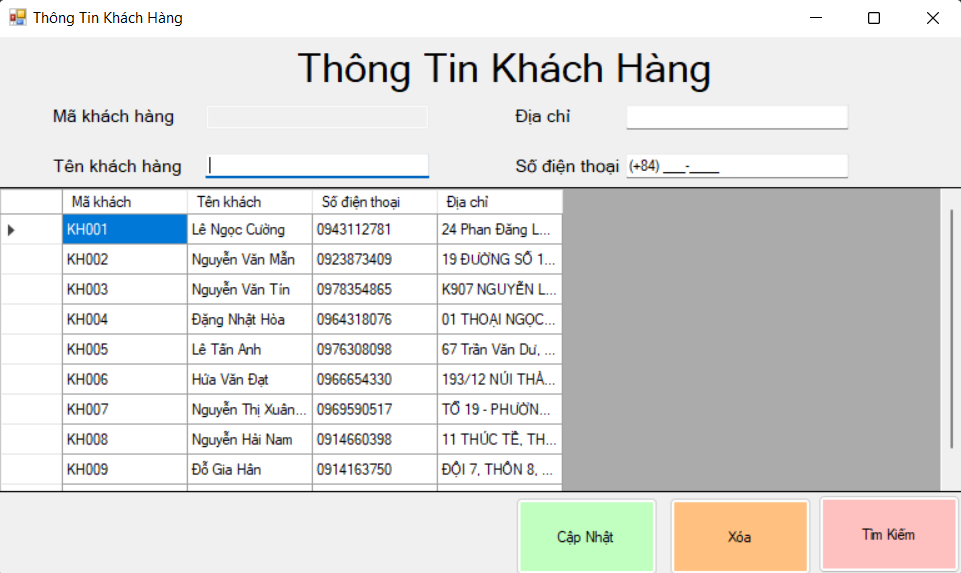 Thông Tin Khách Hàng
Thông Tin Khách Hàng
Mã khách hàng Địa chỉ
Tên khách hàng Số điện thoại (+84) ___-____
Mã khách Tên khách Số điện thoại Địa chỉ
KH001 Lê Ngọc Cường 0943112781 24 Phan Đăng L...
KH002 Nguyễn Văn Mẫn 0923873409 19 ĐƯỜNG SỐ 1...
KH003 Nguyễn Văn Tín 0978354865 K907 NGUYỄN L...
KH004 Đặng Nhật Hòa 0964318076 01 THOẠI NGỌC...
KH005 Lê Tấn Anh 0976308098 67 Trần Văn Dư, ...
KH006 Hứa Văn Đạt 0966654330 193/12 NÚI THÀ...
KH007 Nguyễn Thị Xuân... 0969590517 TỔ 19 - PHƯỜN...
KH008 Nguyễn Hải Nam 0914660398 11 THÚC TỀ, TH...
KH009 Đỗ Gia Hân 0914163750 ĐỘI 7, THÔN 8, ...
Cập Nhật Xóa Tìm Kiếm